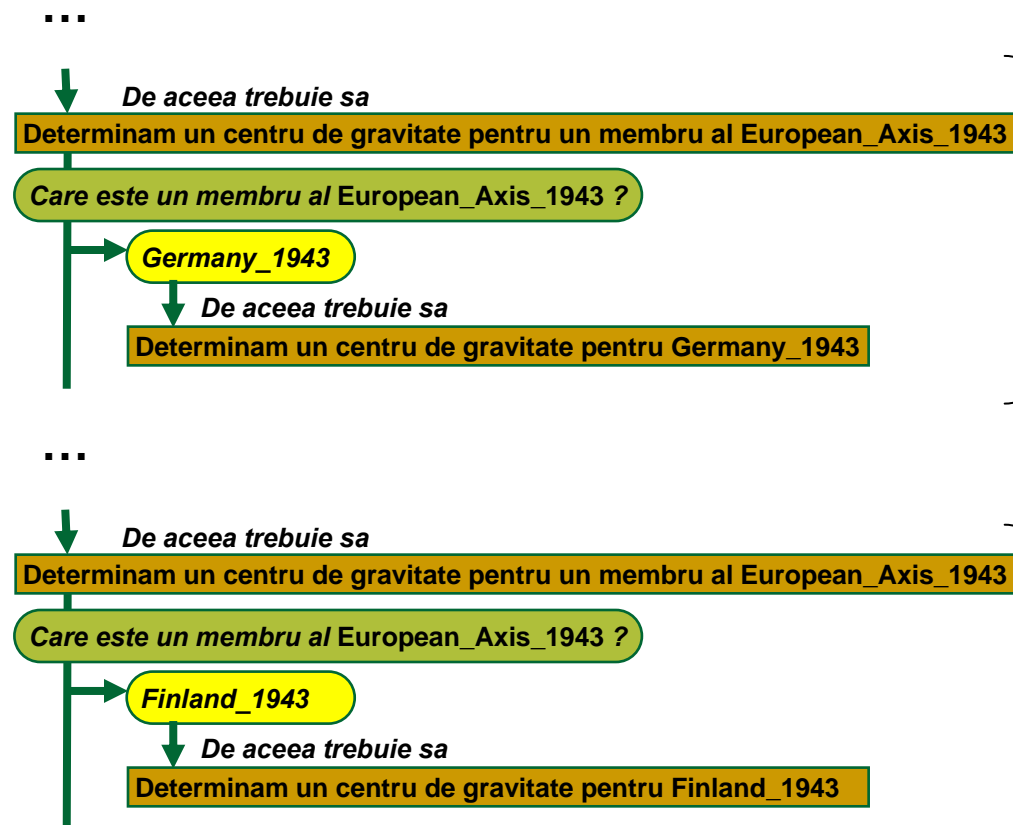 ...
De aceea trebuie sa
Determinam un centru de gravitate pentru un membru al European_Axis_1943
Care este un membru al European_Axis_1943 ?
Germany_1943
De aceea trebuie sa
Determinam un centru de gravitate pentru Germany_1943
...
De aceea trebuie sa
Determinam un centru de gravitate pentru un membru al European_Axis_1943
Care este un membru al European_Axis_1943 ?
Finland_1943
De aceea trebuie sa
Determinam un centru de gravitate pentru Finland_1943